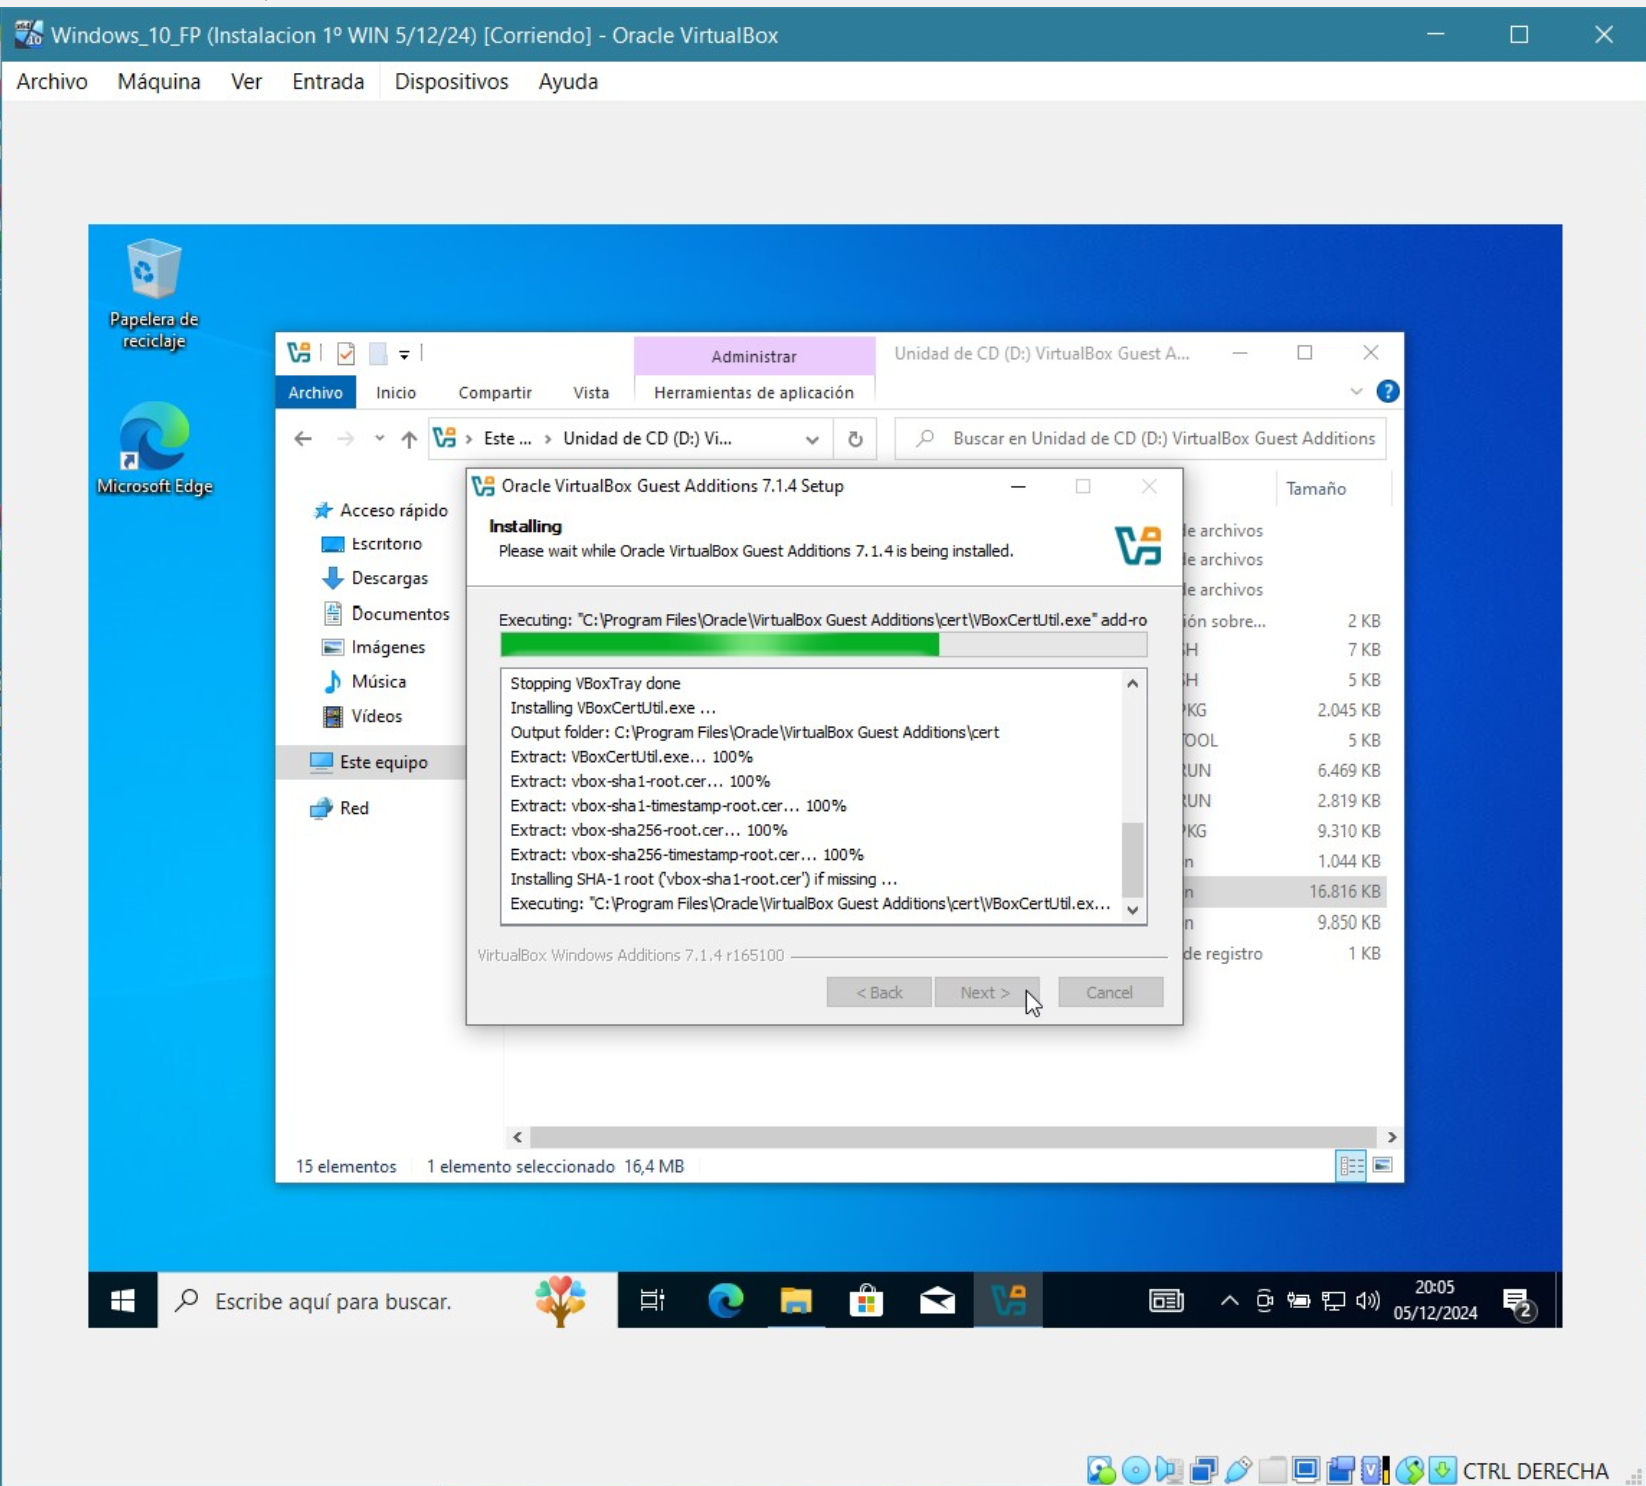 Windows_10_FP (Instalacion 1º WIN 5/12/24) [Corriendo] - Oracle VirtualBox
Archivo Máquina Ver Entrada Dispositivos Ayuda
Papelera de
reciclaje
Microsoft Edge
Administrar
Unidad de CD (D:) VirtualBox Guest A...
Archivo Inicio Compartir Vista Herramientas de aplicación
Este ... > Unidad de CD (D:) Vi...
Buscar en Unidad de CD (D:) VirtualBox Guest Additions
Acceso rápido
Escritorio
Descargas
Documentos
Imágenes
Música
Vídeos
Este equipo
Red
Oracle VirtualBox Guest Additions 7.1.4 Setup
Installing
Please wait while Oracle VirtualBox Guest Additions 7.1.4 is being installed.
Executing: "C:\Program Files\Oracle\VirtualBox Guest Additions\cert\VBoxCertUtil.exe" add-ro
Stopping VBoxTray done
Installing VBoxCertUtil.exe ...
Output folder: C:\Program Files\Oracle\VirtualBox Guest Additions\cert
Extract: VBoxCertUtil.exe... 100%
Extract: vbox-sha1-root.cer... 100%
Extract: vbox-sha1-timestamp-root.cer... 100%
Extract: vbox-sha256-root.cer... 100%
Extract: vbox-sha256-timestamp-root.cer... 100%
Installing SHA-1 root ('vbox-sha1-root.cer') if missing ...
Executing: "C:\Program Files\Oracle\VirtualBox Guest Additions\cert\VBoxCertUtil.ex...
VirtualBox Windows Additions 7.1.4 r165100
< Back Next > Cancel
Tamaño
de archivos
de archivos
de archivos
ión sobre... 2 KB
SH 7 KB
SH 5 KB
PKG 2.045 KB
TOOL 5 KB
RUN 6.469 KB
RUN 2.819 KB
PKG 9.310 KB
n 1.044 KB
n 16.816 KB
n 9.850 KB
de registro 1 KB
15 elementos 1 elemento seleccionado 16,4 MB
Escribe aquí para buscar.
20:05
05/12/2024
2
CTRL DERECHA